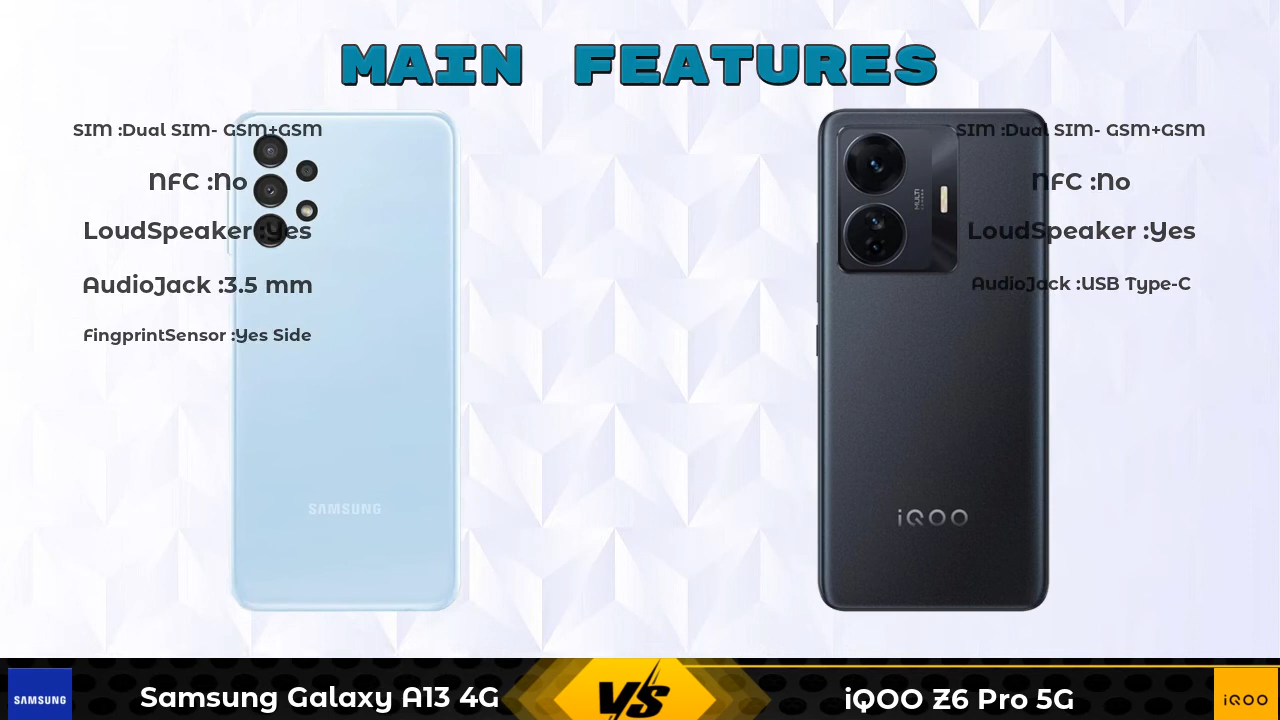 MAIN FEATURES
SIM :Dual SIM- GSM+GSM
NFC :No
LoudSpeaker :Yes
AudioJack :3.5 mm
FingprintSensor :Yes Side
SAMSUNG
SIM :Dual SIM- GSM+GSM
NFC :No
LoudSpeaker :Yes
AudioJack :USB Type-C
MULTI
iQOO
SAMSUNG
Samsung Galaxy A13 4G
VS
iQOO Z6 Pro 5G
iQOO